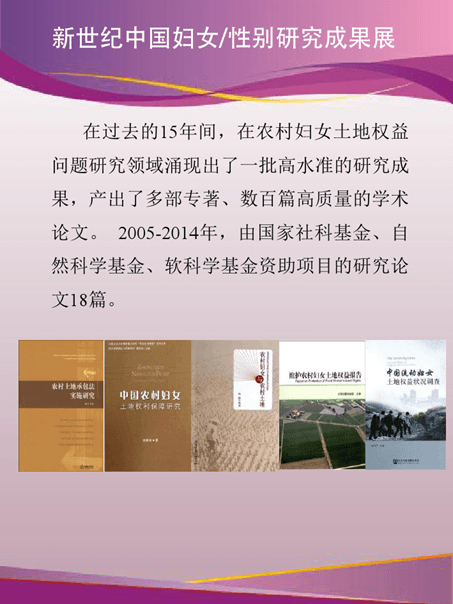 新世纪中国妇女/性别研究成果展
在过去的15年间，在农村妇女土地权益
问题研究领域涌现出了一批高水准的研究成
果，产出了多部专著、数百篇高质量的学术
论文。 2005-2014年，由国家社科基金、自
然科学基金、软科学基金资助项目的研究论
文18篇。
农村土地承包法
实施研究
中国农村妇女
土地权利保障研究
农村妇女
与
农村土地
维护农村妇女土地权益报告
中国流动妇女
土地权益状况调查